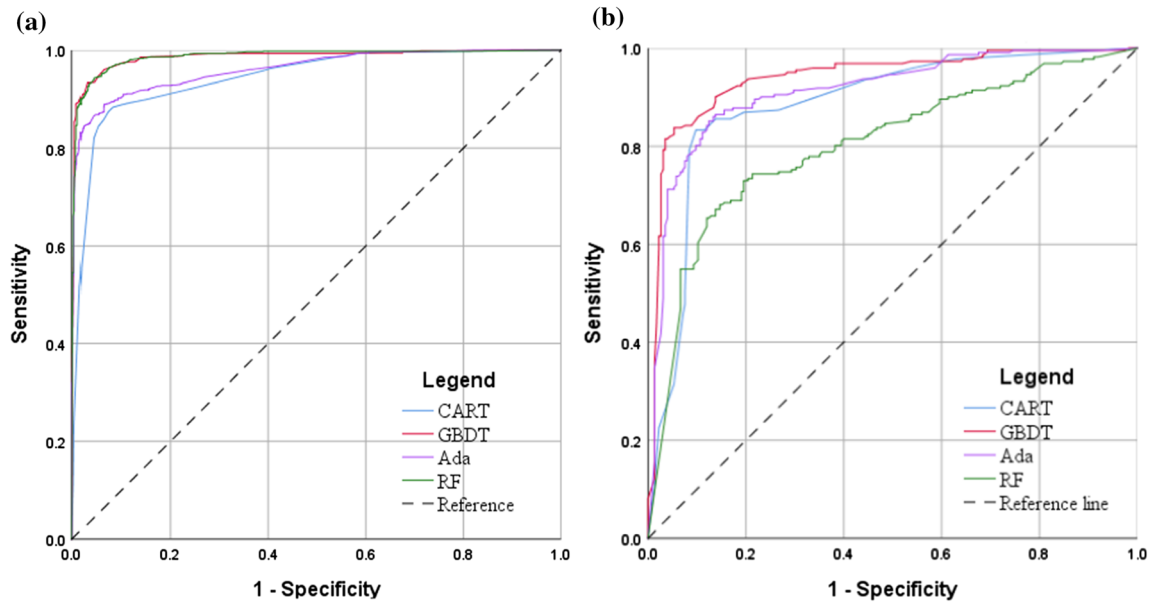 (a)
1.0
0.8
0.6
0.4
0.2
0.0
Sensitivity
Legend
CART
GBDT
Ada
RF
Reference
0.0 0.2 0.4 0.6 0.8 1.0
1 - Specificity
(b)
1.0
0.8
0.6
0.4
0.2
0.0
Sensitivity
Legend
CART
GBDT
Ada
RF
Reference line
0.0 0.2 0.4 0.6 0.8 1.0
1 - Specificity